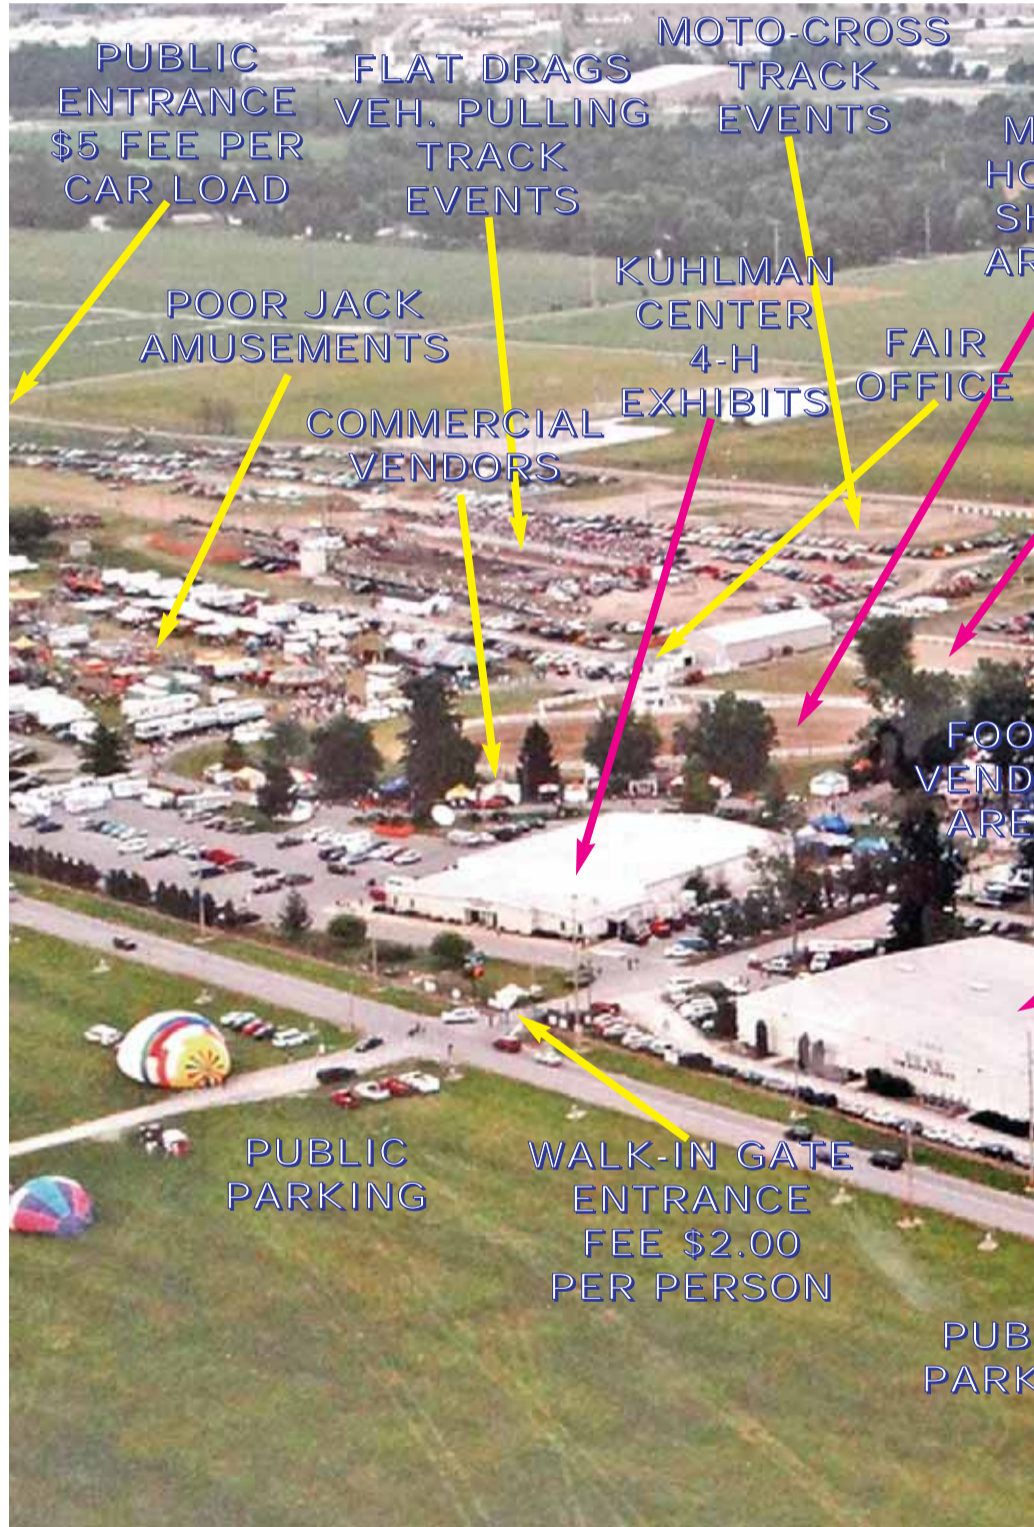 PUBLIC
ENTRANCE
$5 FEE PER
CAR LOAD
FLAT DRAGS
VEH. PULLING
TRACK
EVENTS
MOTO-CROSS
TRACK
EVENTS
POOR JACK
AMUSEMENTS
KUHLMAN
CENTER
4-H
EXHIBITS
FAIR
OFFICE
COMMERCIAL
VENDORS
PUBLIC
PARKING
WALK-IN GATE
ENTRANCE
FEE $2.00
PER PERSON